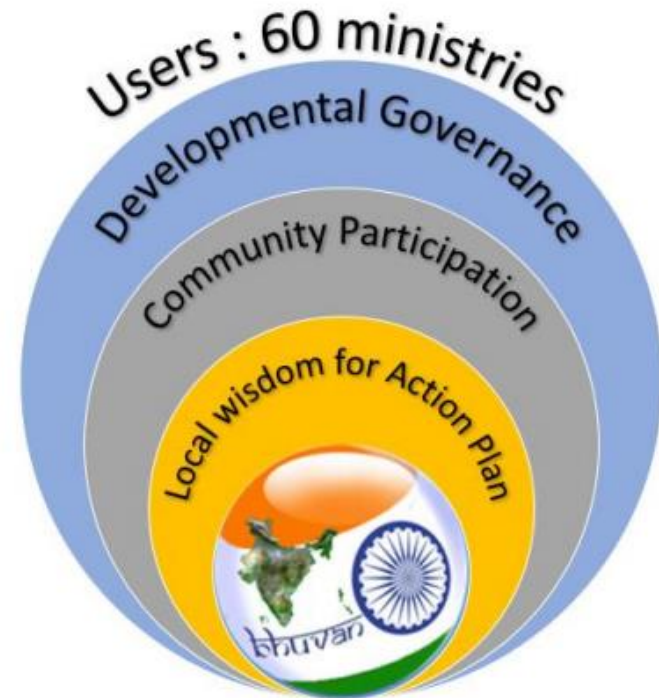 Users : 60 ministries
Developmental Governance
Community Participation
Local wisdom for Action Plan
bhuvan